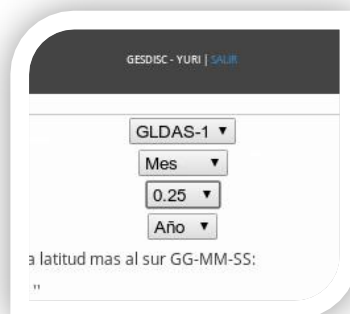 GESDISC - YURI | SALIR
GLDAS-1
Mes
0.25
Año
a latitud mas al sur GG-MM-SS:
"